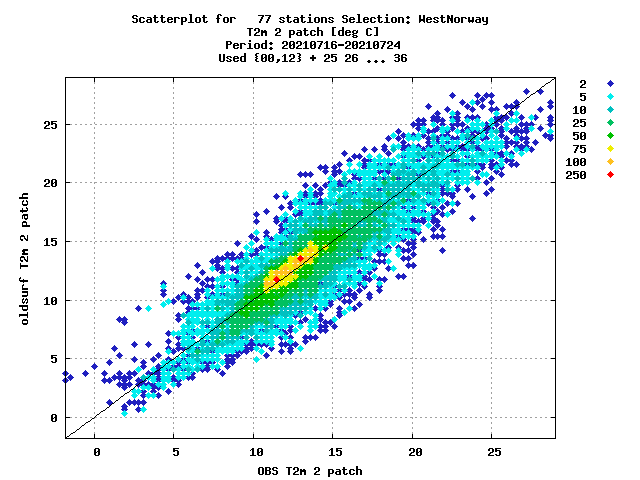 Scatterplot for 77 stations Selection: WestNorway
T2m 2 patch [deg C]
Period: 20210716-20210724
Used {00,12} + 25 26 ... 36
2
5
10
25
50
75
100
250
oldsurf T2m 2 patch
25
20
15
10
5
0
0 5 10 15 20 25
OBS T2m 2 patch